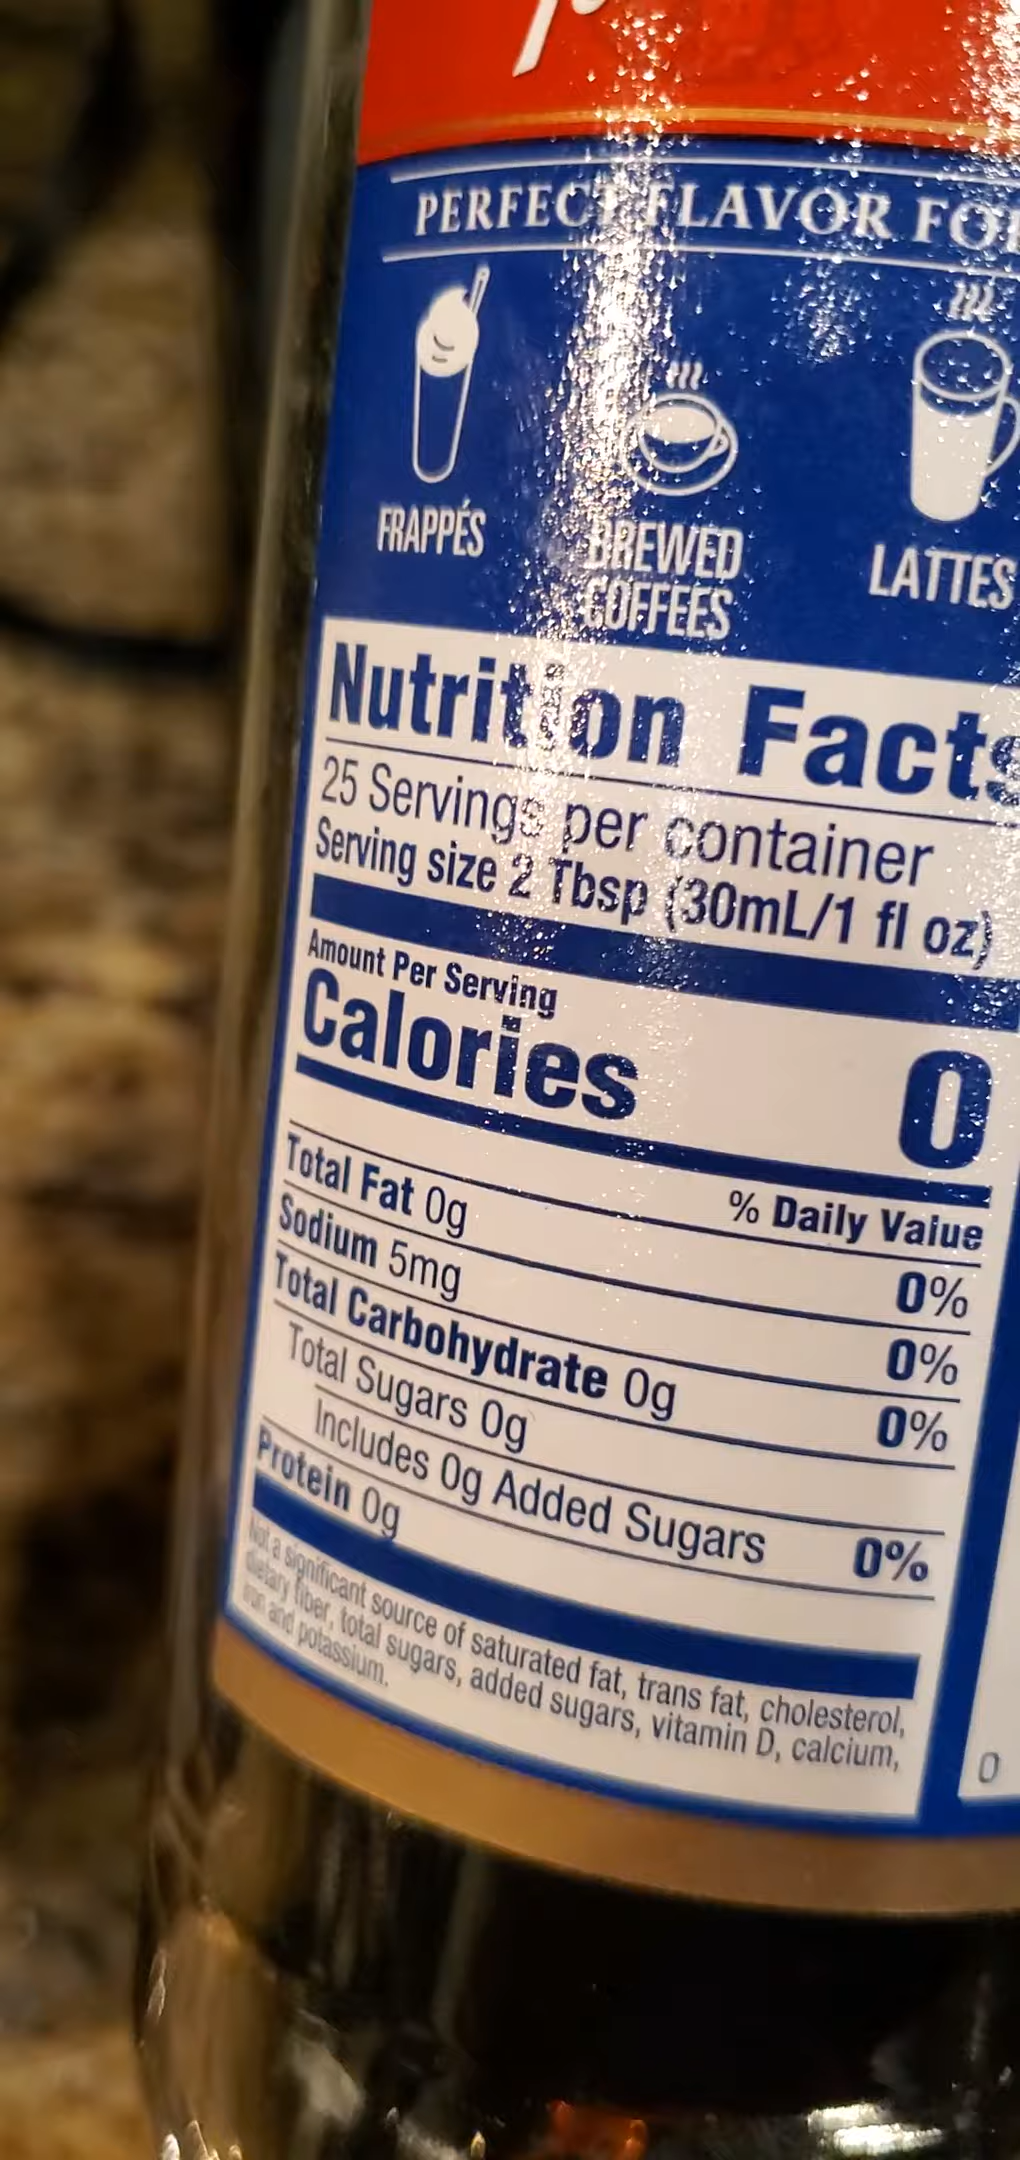 PERFECT FLAVOR FOR
FRAPPÉS
BREWED
COFFEES
LATTES
Nutrition Facts
25 Servings per container
Serving size 2 Tbsp (30mL/1 fl oz)
Amount Per Serving
Calories 0
% Daily Value
Total Fat 0g 0%
Sodium 5mg 0%
Total Carbohydrate 0g 0%
Total Sugars 0g
Includes 0g Added Sugars 0%
Protein 0g
Not a significant source of saturated fat, trans fat, cholesterol,
dietary fiber, total sugars, added sugars, vitamin D, calcium,
iron and potassium.
0